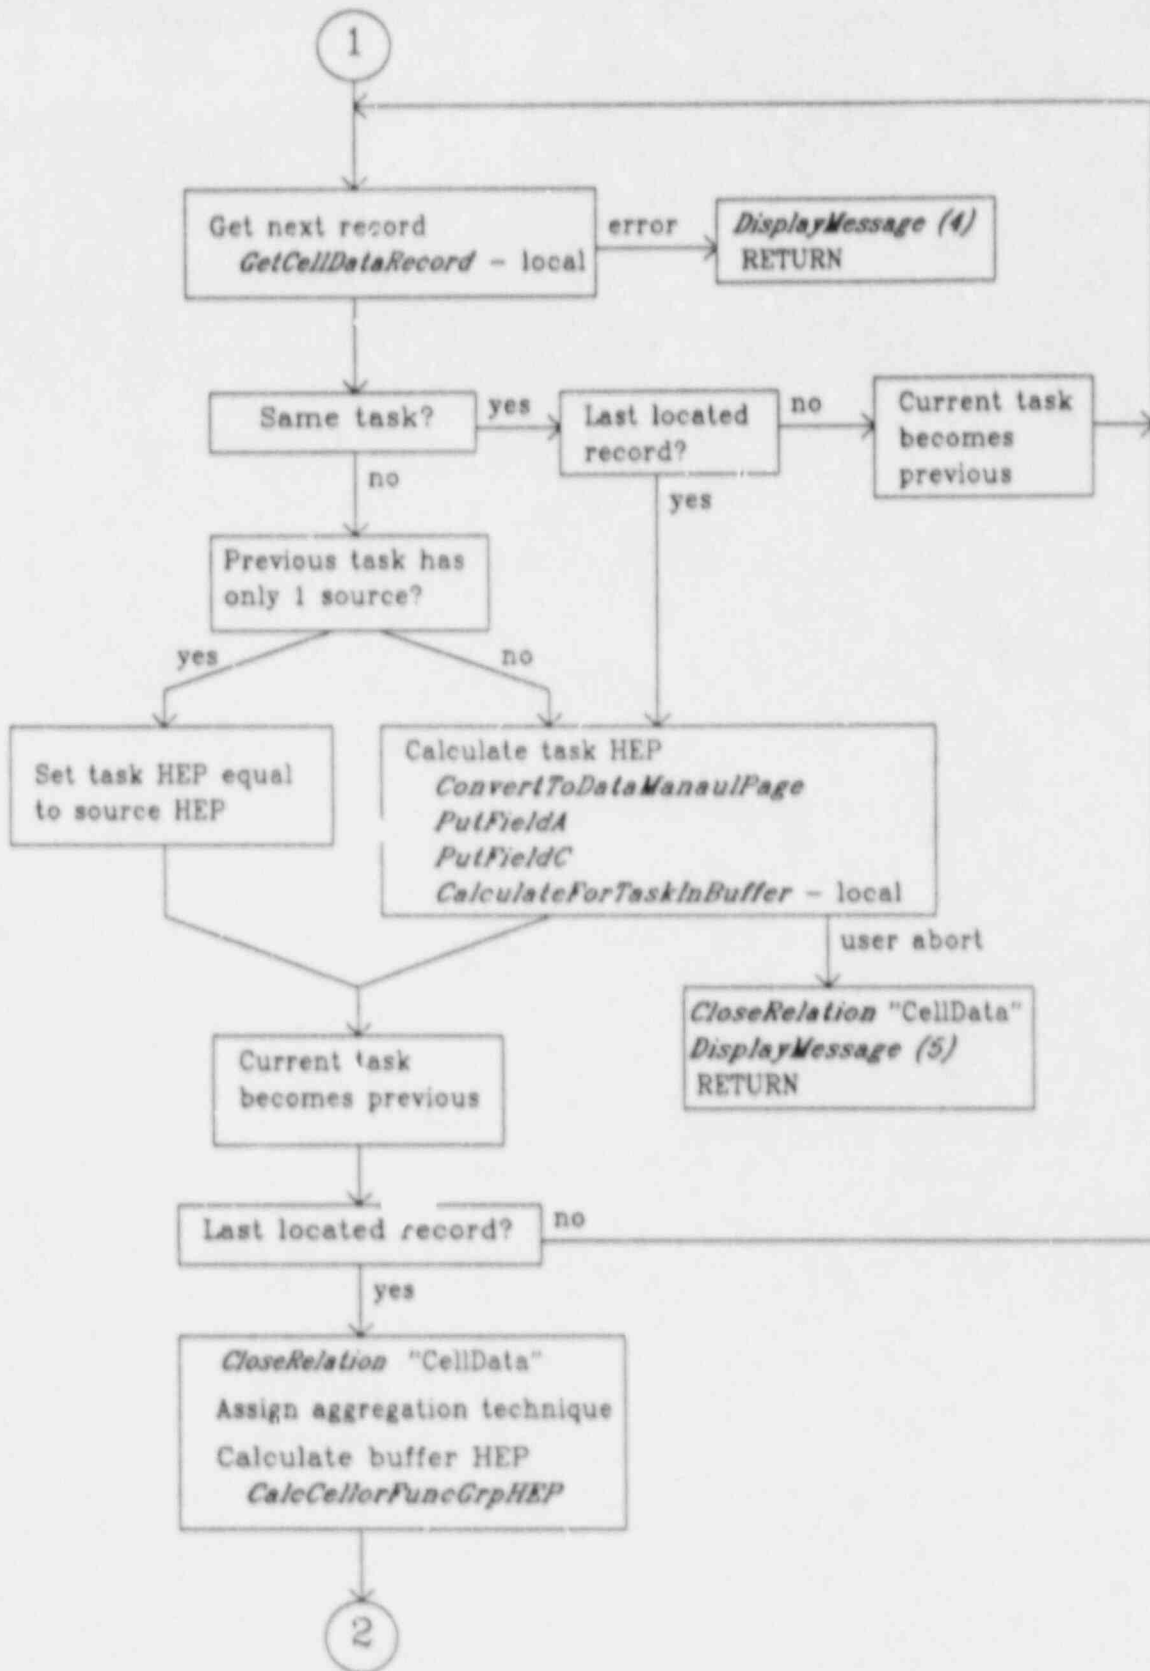 1
Get next record
GetCellDataRecord - local
error
DisplayMessage (4)
RETURN
Same task?
yes
Last located
record?
no
Current task
becomes
previous
no
yes
Previous task has
only 1 source?
yes
no
Set task HEP equal
to source HEP
Calculate task HEP
ConvertToDataManaulPage
PutFieldA
PutFieldC
CalculateForTaskInBuffer - local
user abort
CloseRelation "CellData"
DisplayMessage (5)
RETURN
Current task
becomes previous
Last located record?
no
yes
CloseRelation "CellData"
Assign aggregation technique
Calculate buffer HEP
CalcCellorFuncGrpHEP
2